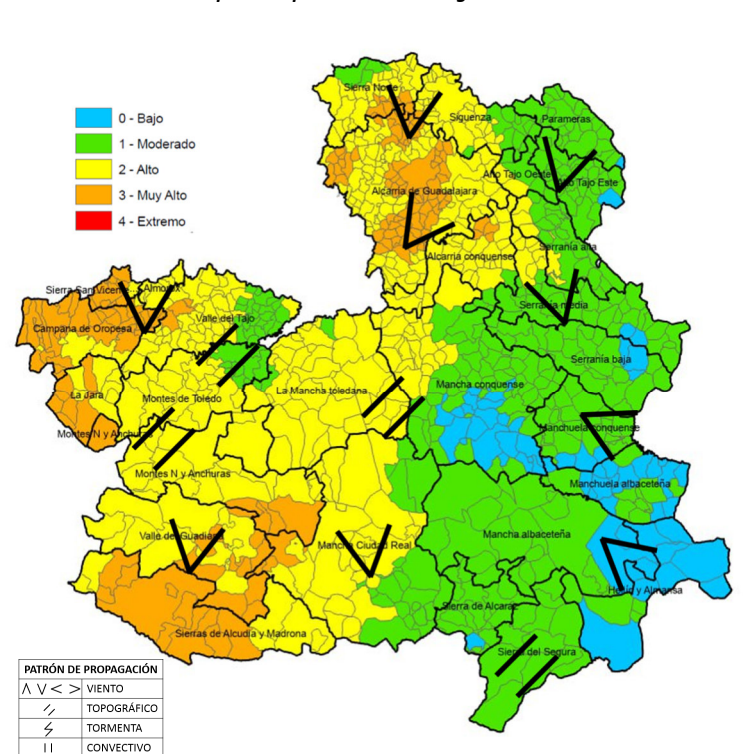 0 - Bajo
1 - Moderado
2 - Alto
3 - Muy Alto
4 - Extremo
Sierra Norte
Sigüenza
Parameras
Alto Tajo Oeste
Alto Tajo Este
Alcarria de Guadalajara
Alcarria conquense
Serranía alta
Serranía media
Serranía baja
Sierra San Vicente
Almorox
Valle del Tajo
Campana de Oropesa
La Jara
Montes de Toledo
La Mancha toledana
Mancha conquense
Montes N y Anchuras
Manchuela conquense
Montes N y Anchuras
Manchuela albaceteña
Valle del Guadiana
Mancha Ciudad Real
Mancha albaceteña
Hellín y Almansa
Sierra de Alcaraz
Sierras de Alcudia y Madrona
Sierra del Segura
PATRÓN DE PROPAGACIÓN
VIENTO
TOPOGRÁFICO
TORMENTA
CONVECTIVO